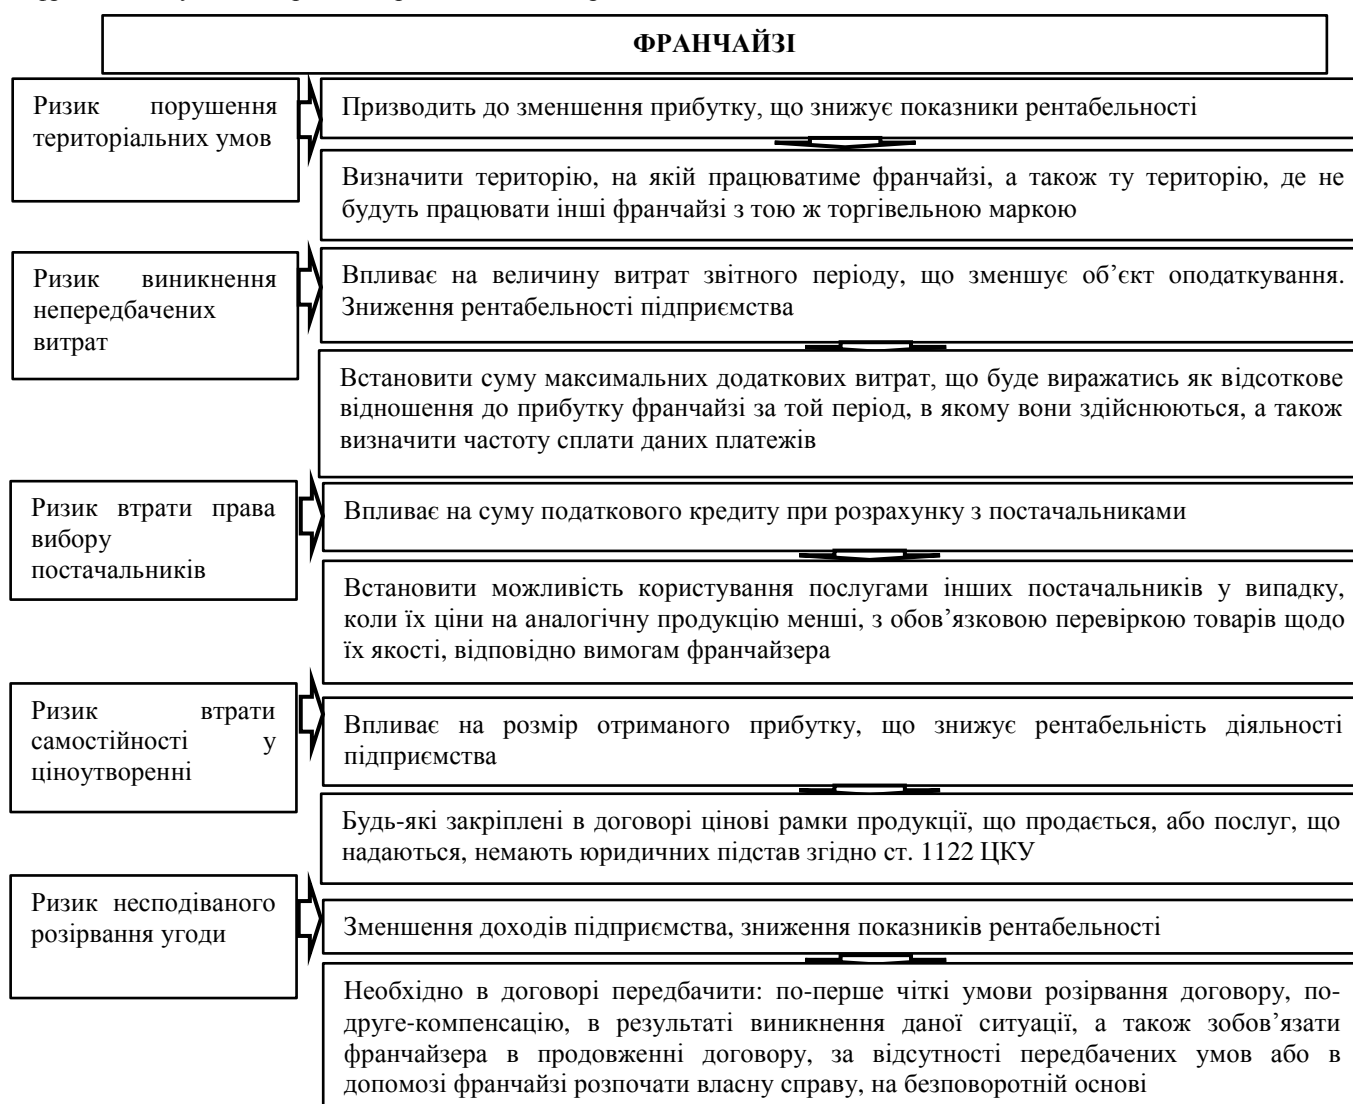 ФРАНЧАЙЗІ
Ризик порушення
територіальних умов
Призводить до зменшення прибутку, що знижує показники рентабельності
Визначити територію, на якій працюватиме франчайзі, а також ту територію, де не
будуть працювати інші франчайзі з тою ж торгівельною маркою
Ризик виникнення
непередбачених
витрат
Впливає на величину витрат звітного періоду, що зменшує об’єкт оподаткування.
Зниження рентабельності підприємства
Встановити суму максимальних додаткових витрат, що буде виражатись як відсоткове
відношення до прибутку франчайзі за той період, в якому вони здійснюються, а також
визначити частоту сплати даних платежів
Ризик втрати права
вибору
постачальників
Впливає на суму податкового кредиту при розрахунку з постачальниками
Встановити можливість користування послугами інших постачальників у випадку,
коли їх ціни на аналогічну продукцію менші, з обов’язковою перевіркою товарів щодо
їх якості, відповідно вимогам франчайзера
Ризик втрати
самостійності у
ціноутворенні
Впливає на розмір отриманого прибутку, що знижує рентабельність діяльності
підприємства
Будь-які закріплені в договорі цінові рамки продукції, що продається, або послуг, що
надаються, немають юридичних підстав згідно ст. 1122 ЦКУ
Ризик несподіваного
розірвання угоди
Зменшення доходів підприємства, зниження показників рентабельності
Необхідно в договорі передбачити: по-перше чіткі умови розірвання договору, по-
друге-компенсацію, в результаті виникнення даної ситуації, а також зобов’язати
франчайзера в продовженні договору, за відсутності передбачених умов або в
допомозі франчайзі розпочати власну справу, на безповоротній основі